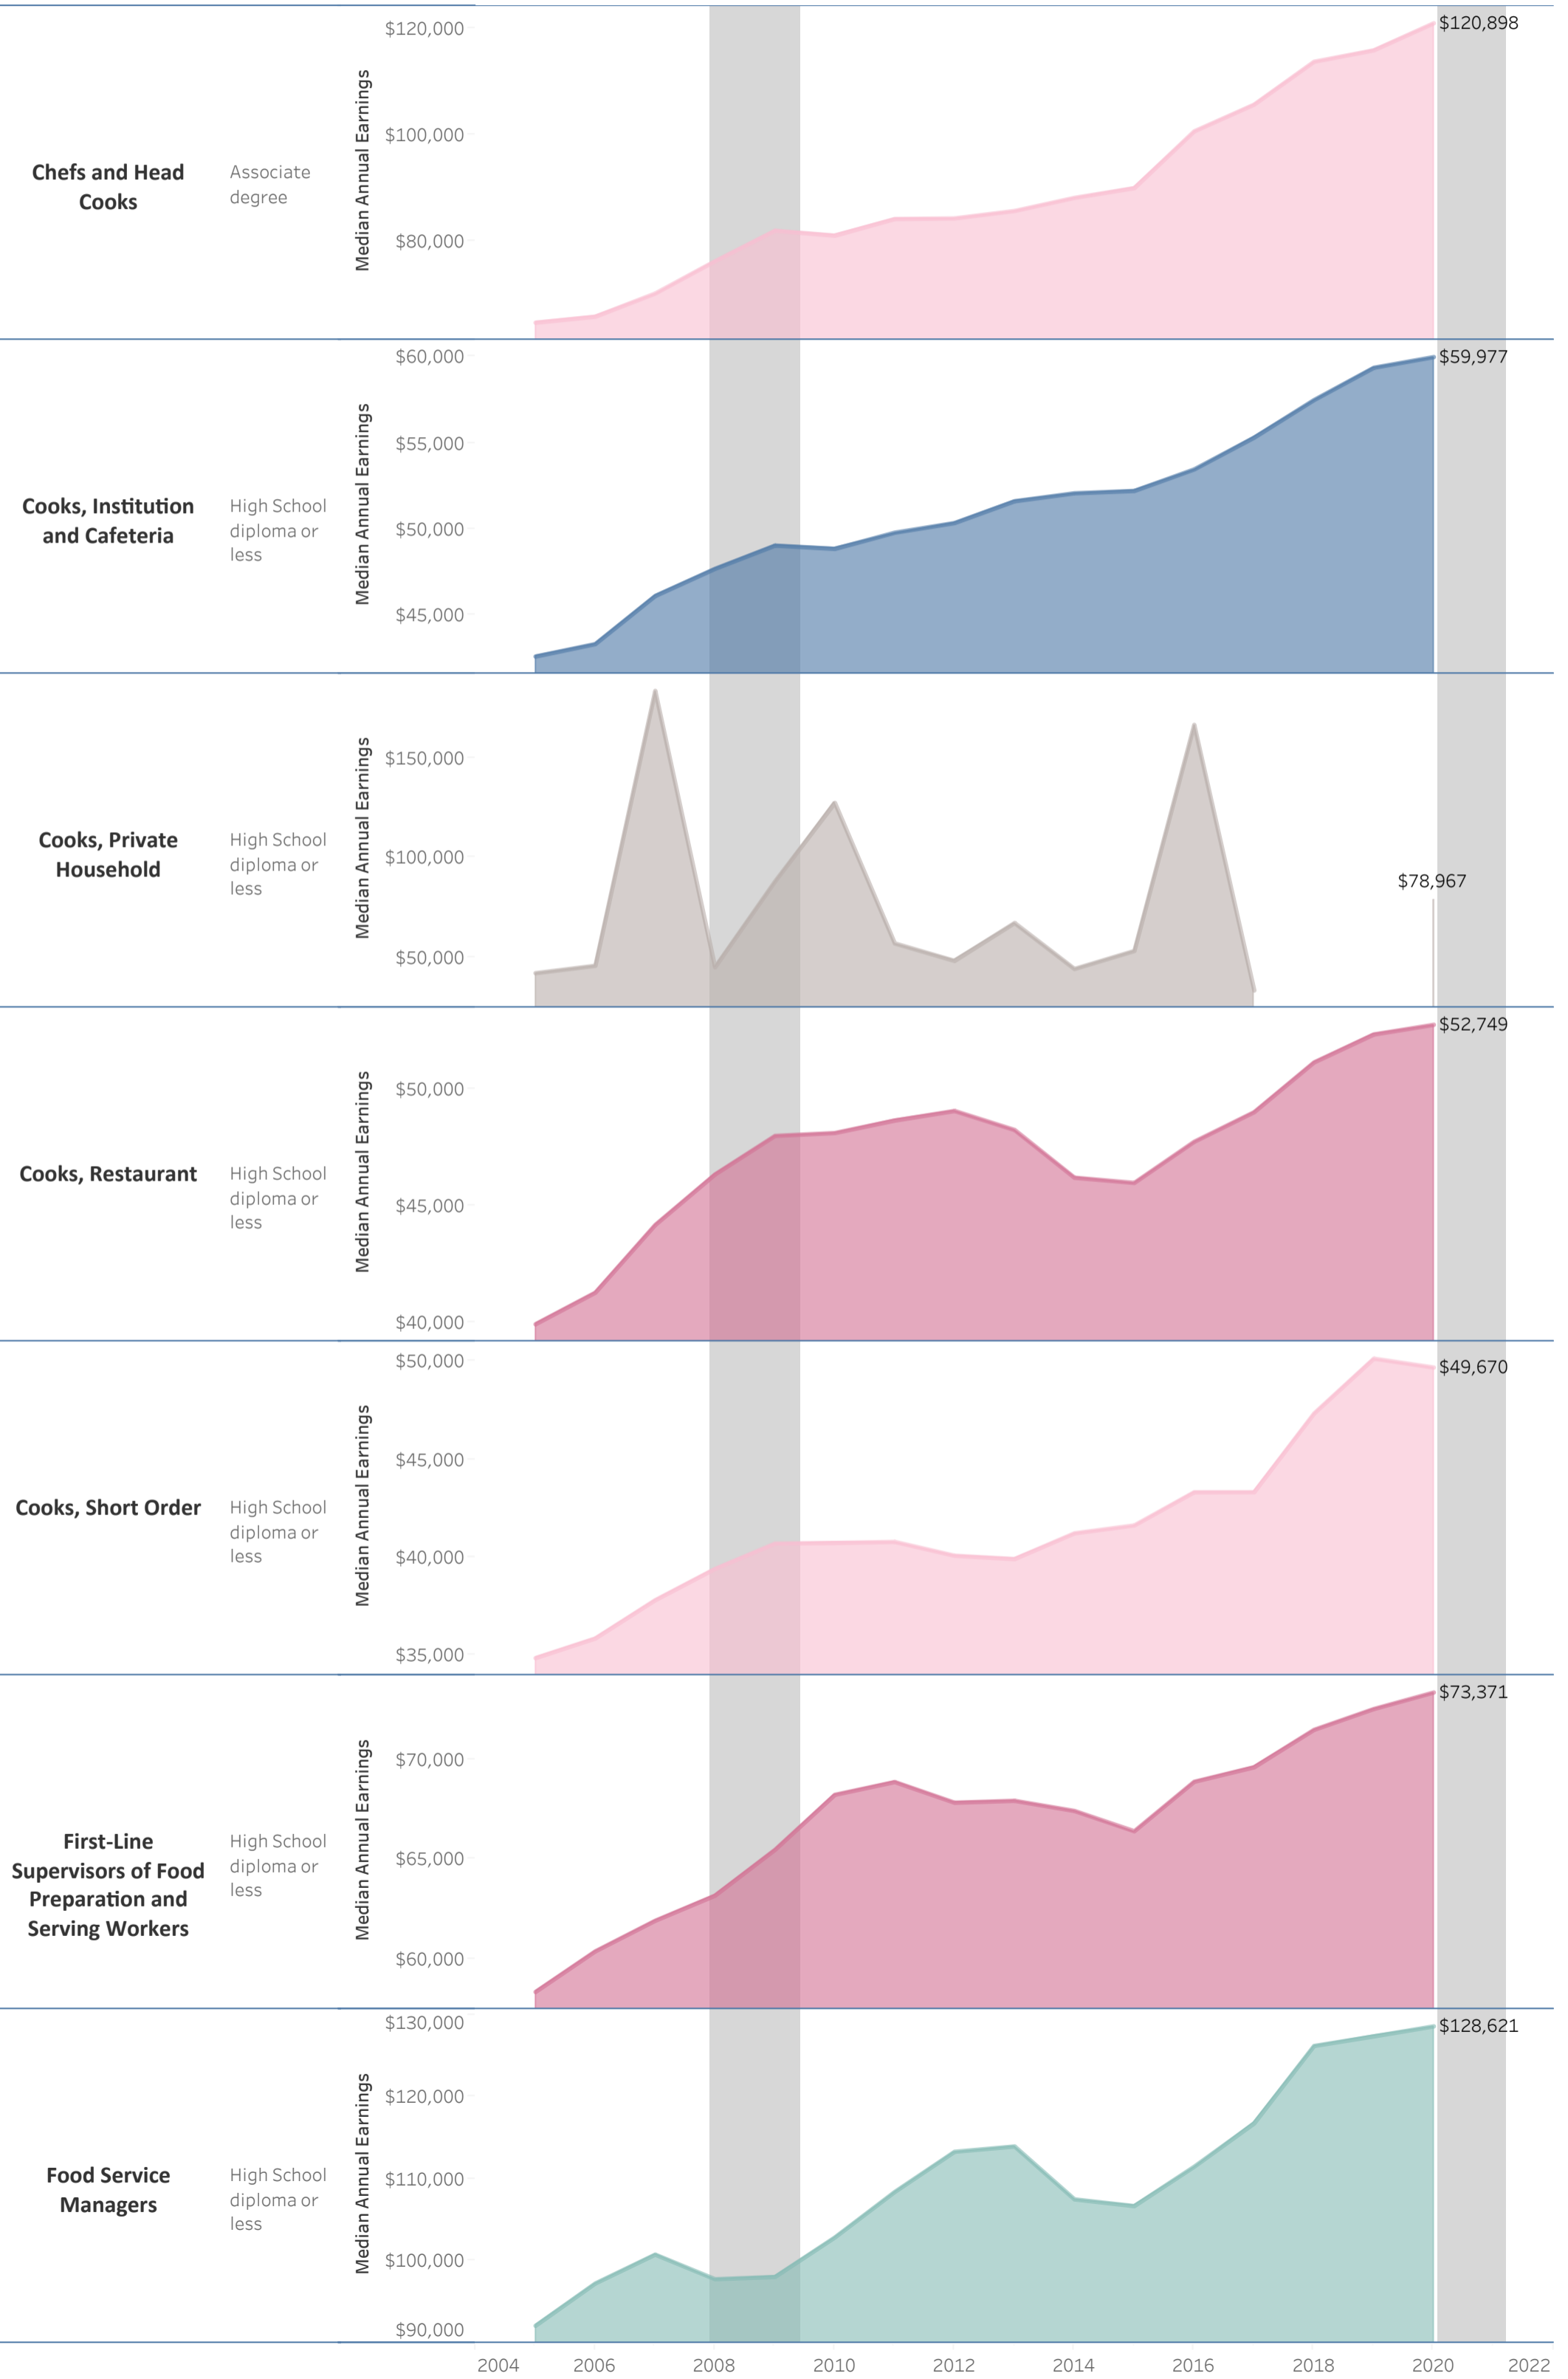 $120,000
$120,898
Median Annual Earnings
$100,000
Chefs and Head
Cooks
Associate
degree
$80,000
$60,000
$59,977
Median Annual Earnings
$55,000
Cooks, Institution
and Cafeteria
High School
diploma or
less
$50,000
$45,000
Median Annual Earnings
$150,000
Cooks, Private
Household
High School
diploma or
less
$100,000
$78,967
$50,000
$52,749
Median Annual Earnings
$50,000
Cooks, Restaurant
High School
diploma or
less
$45,000
$40,000
$50,000
$49,670
Median Annual Earnings
$45,000
Cooks, Short Order
High School
diploma or
less
$40,000
$35,000
$73,371
Median Annual Earnings
$70,000
First-Line
Supervisors of Food
Preparation and
Serving Workers
High School
diploma or
less
$65,000
$60,000
$130,000
$128,621
Median Annual Earnings
$120,000
Food Service
Managers
High School
diploma or
less
$110,000
$100,000
$90,000
2004 2006 2008 2010 2012 2014 2016 2018 2020 2022